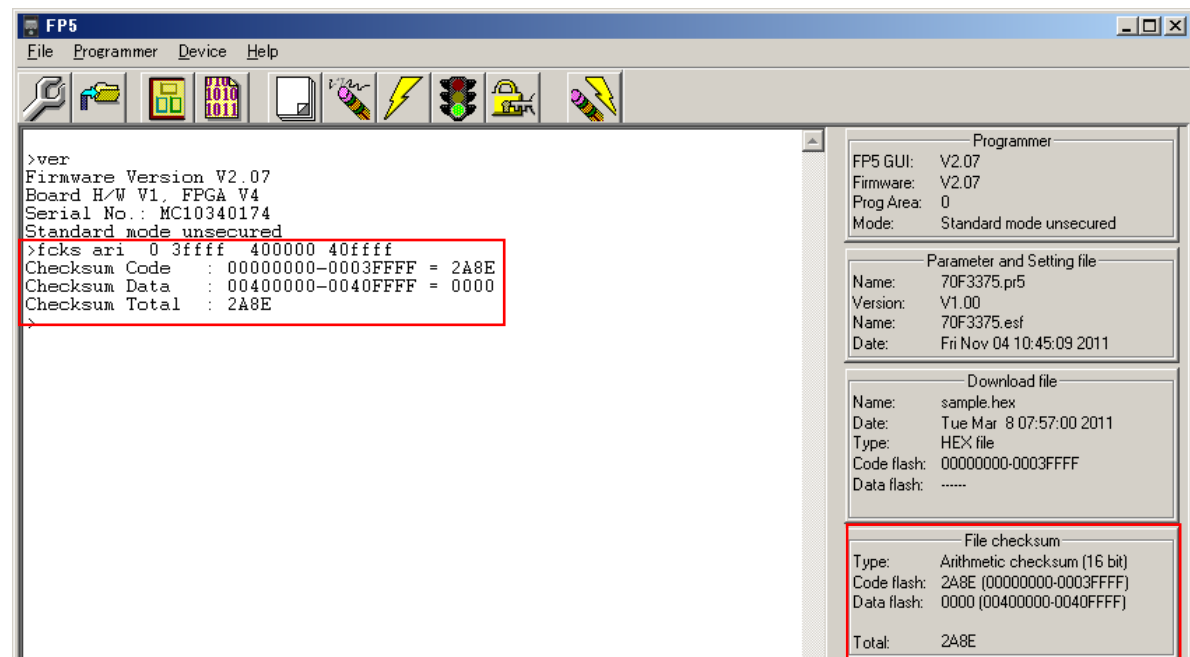 FP5
File Programmer Device Help
>ver
Firmware Version V2.07
Board H/W V1, FPGA V4
Serial No.: MC10340174
Standard mode unsecured
>fcks ari 0 3ffff 400000 40ffff
Checksum Code : 00000000-0003FFFF = 2A8E
Checksum Data : 00400000-0040FFFF = 0000
Checksum Total : 2A8E
>
Programmer
FP5 GUI: V2.07
Firmware: V2.07
Prog Area: 0
Mode: Standard mode unsecured
Parameter and Setting file
Name: 70F3375.pr5
Version: V1.00
Name: 70F3375.esf
Date: Fri Nov 04 10:45:09 2011
Download file
Name: sample.hex
Date: Tue Mar 8 07:57:00 2011
Type: HEX file
Code flash: 00000000-0003FFFF
Data flash: ------
File checksum
Type: Arithmetic checksum (16 bit)
Code flash: 2A8E (00000000-0003FFFF)
Data flash: 0000 (00400000-0040FFFF)
Total: 2A8E